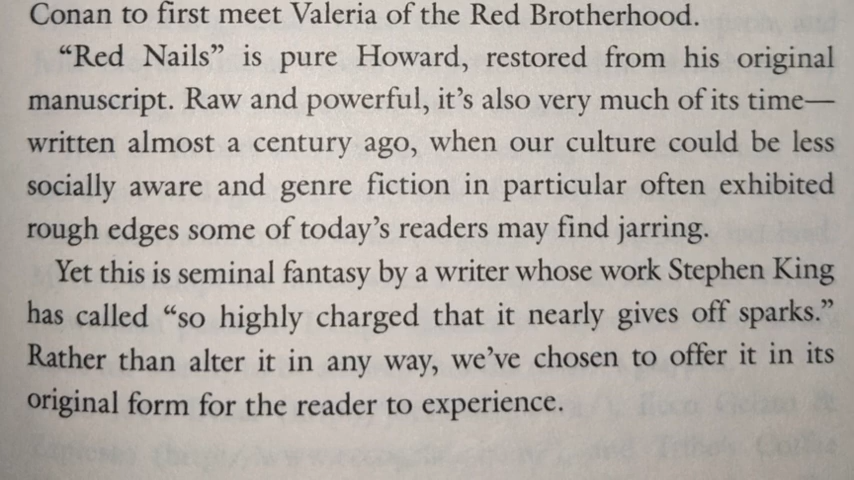 Conan to first meet Valeria of the Red Brotherhood.
“Red Nails” is pure Howard, restored from his original
manuscript. Raw and powerful, it’s also very much of its time—
written almost a century ago, when our culture could be less
socially aware and genre fiction in particular often exhibited
rough edges some of today’s readers may find jarring.
Yet this is seminal fantasy by a writer whose work Stephen King
has called “so highly charged that it nearly gives off sparks.”
Rather than alter it in any way, we’ve chosen to offer it in its
original form for the reader to experience.